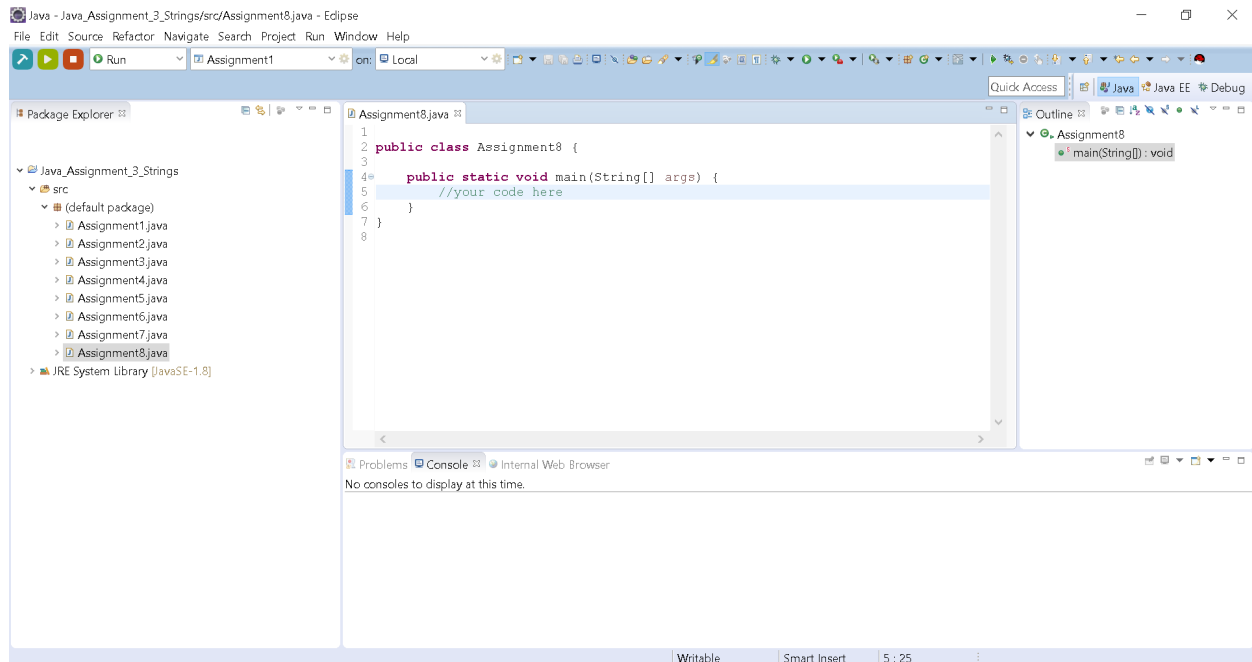 Java - Java_Assignment_3_Strings/src/Assignment8.java - Eclipse
File Edit Source Refactor Navigate Search Project Run Window Help
Run Assignment1 on: Local
Quick Access Java Java EE Debug
Package Explorer
Java_Assignment_3_Strings
src
(default package)
Assignment1.java
Assignment2.java
Assignment3.java
Assignment4.java
Assignment5.java
Assignment6.java
Assignment7.java
Assignment8.java
JRE System Library [JavaSE-1.8]
Assignment8.java
1
2 public class Assignment8 {
3
4 public static void main(String[] args) {
5 //your code here
6 }
7 }
8
Outline
Assignment8
main(String[]) : void
Problems Console Internal Web Browser
No consoles to display at this time.
Writable Smart Insert 5 : 25